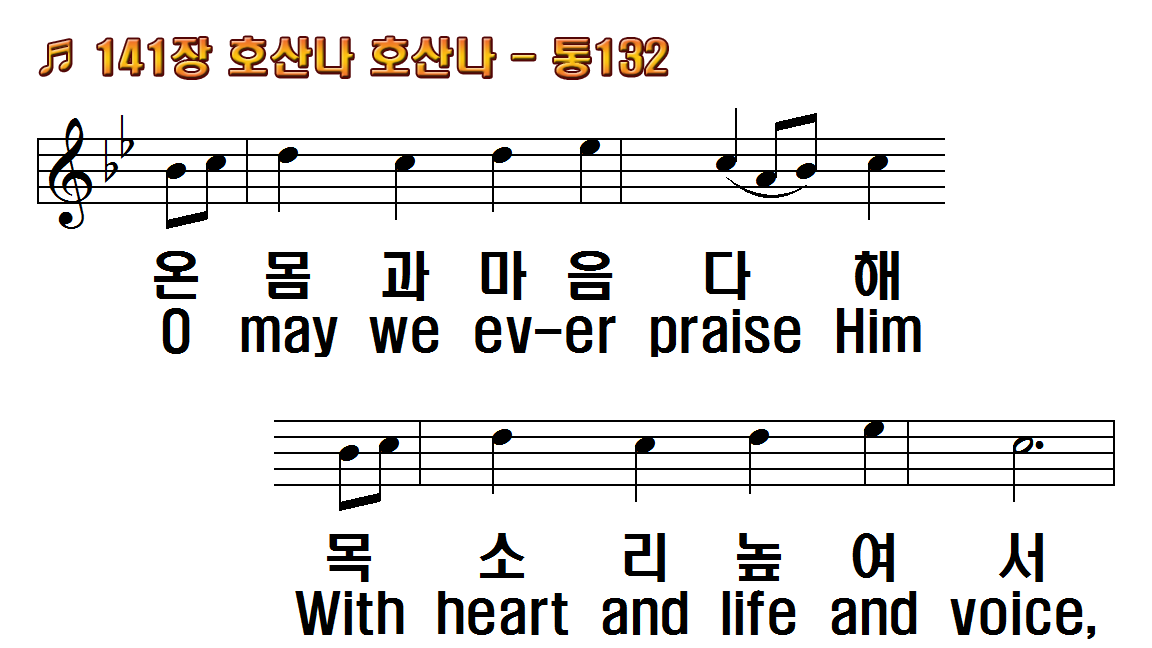 ♬ 141장 호산나 호산나 - 통132
온 몸 과 마 음 다 해
O may we ev-er praise Him
목 소 리 높 여 서
With heart and life and voice,